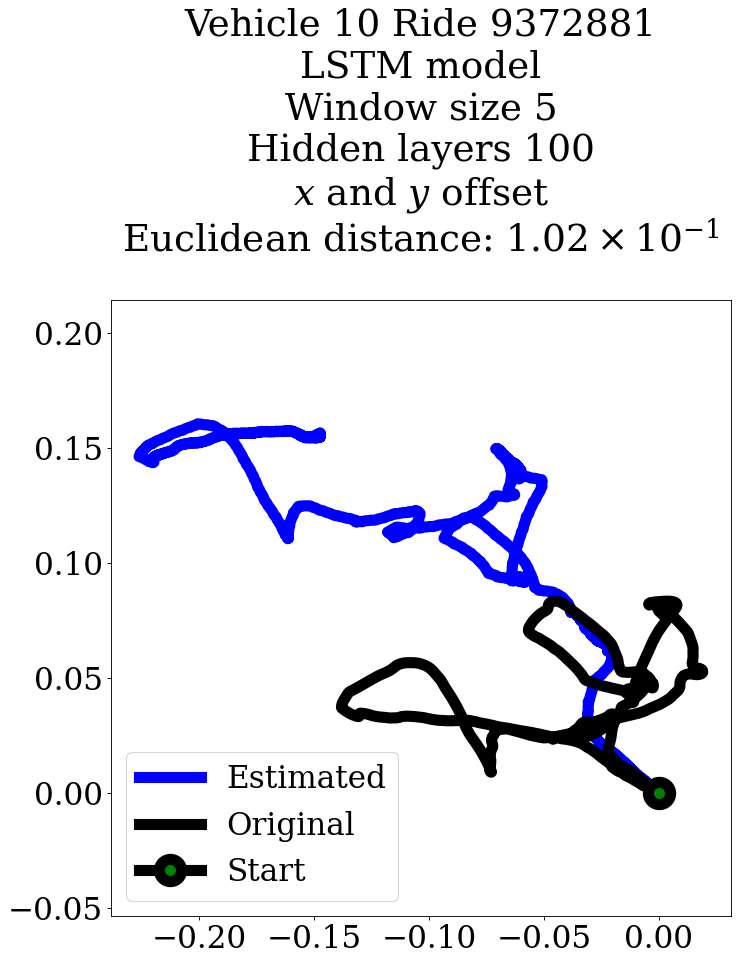 Vehicle 10 Ride 9372881
LSTM model
Window size 5
Hidden layers 100
x and y offset
Euclidean distance: 1.02 × 10⁻¹
0.20
0.15
0.10
0.05
0.00
−0.05
Estimated
Original
Start
−0.20 −0.15 −0.10 −0.05 0.00